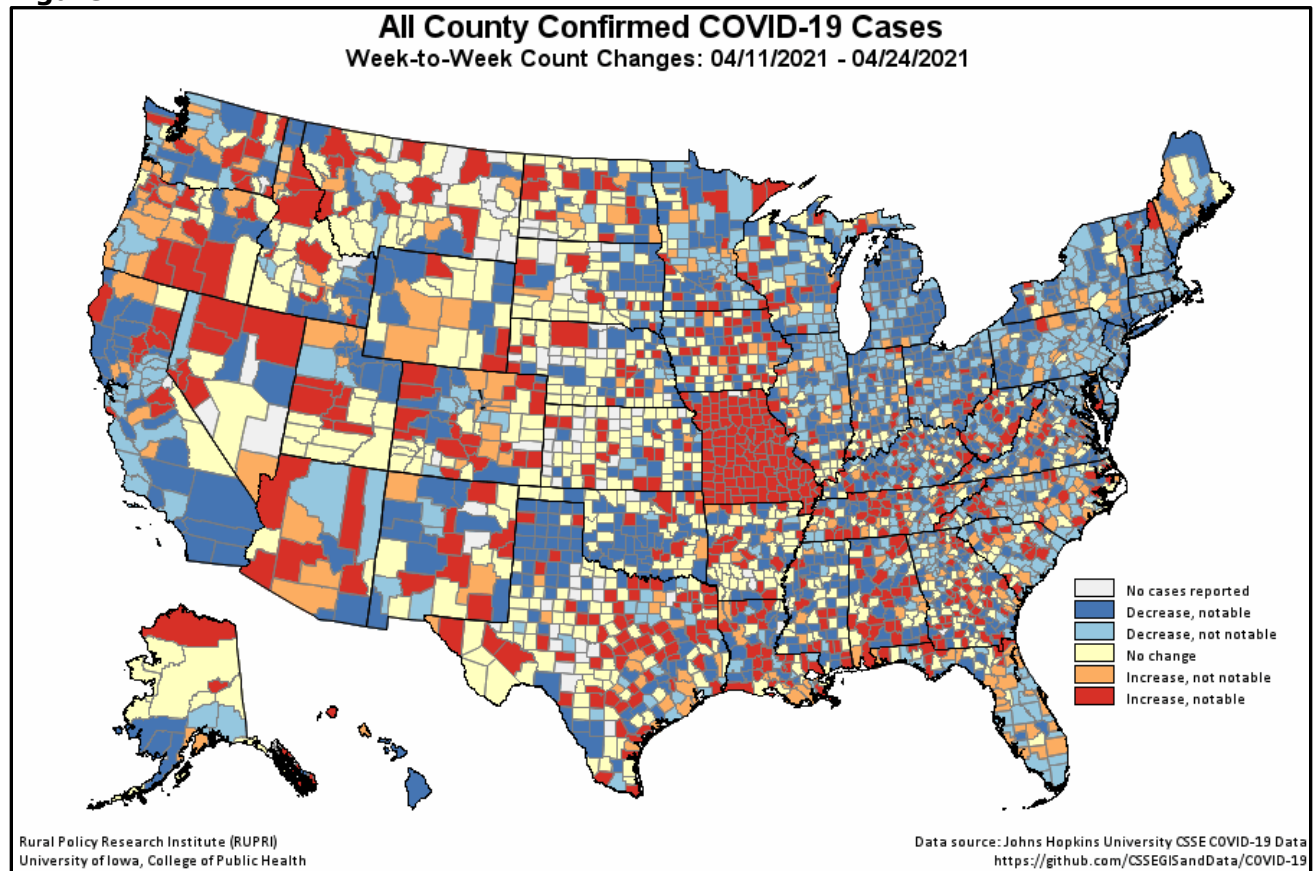 All County Confirmed COVID-19 Cases
Week-to-Week Count Changes: 04/11/2021 - 04/24/2021
No cases reported
Decrease, notable
Decrease, not notable
No change
Increase, not notable
Increase, notable
Rural Policy Research Institute (RUPRI)
University of Iowa, College of Public Health
Data source: Johns Hopkins University CSSE COVID-19 Data
https://github.com/CSSEGISandData/COVID-19